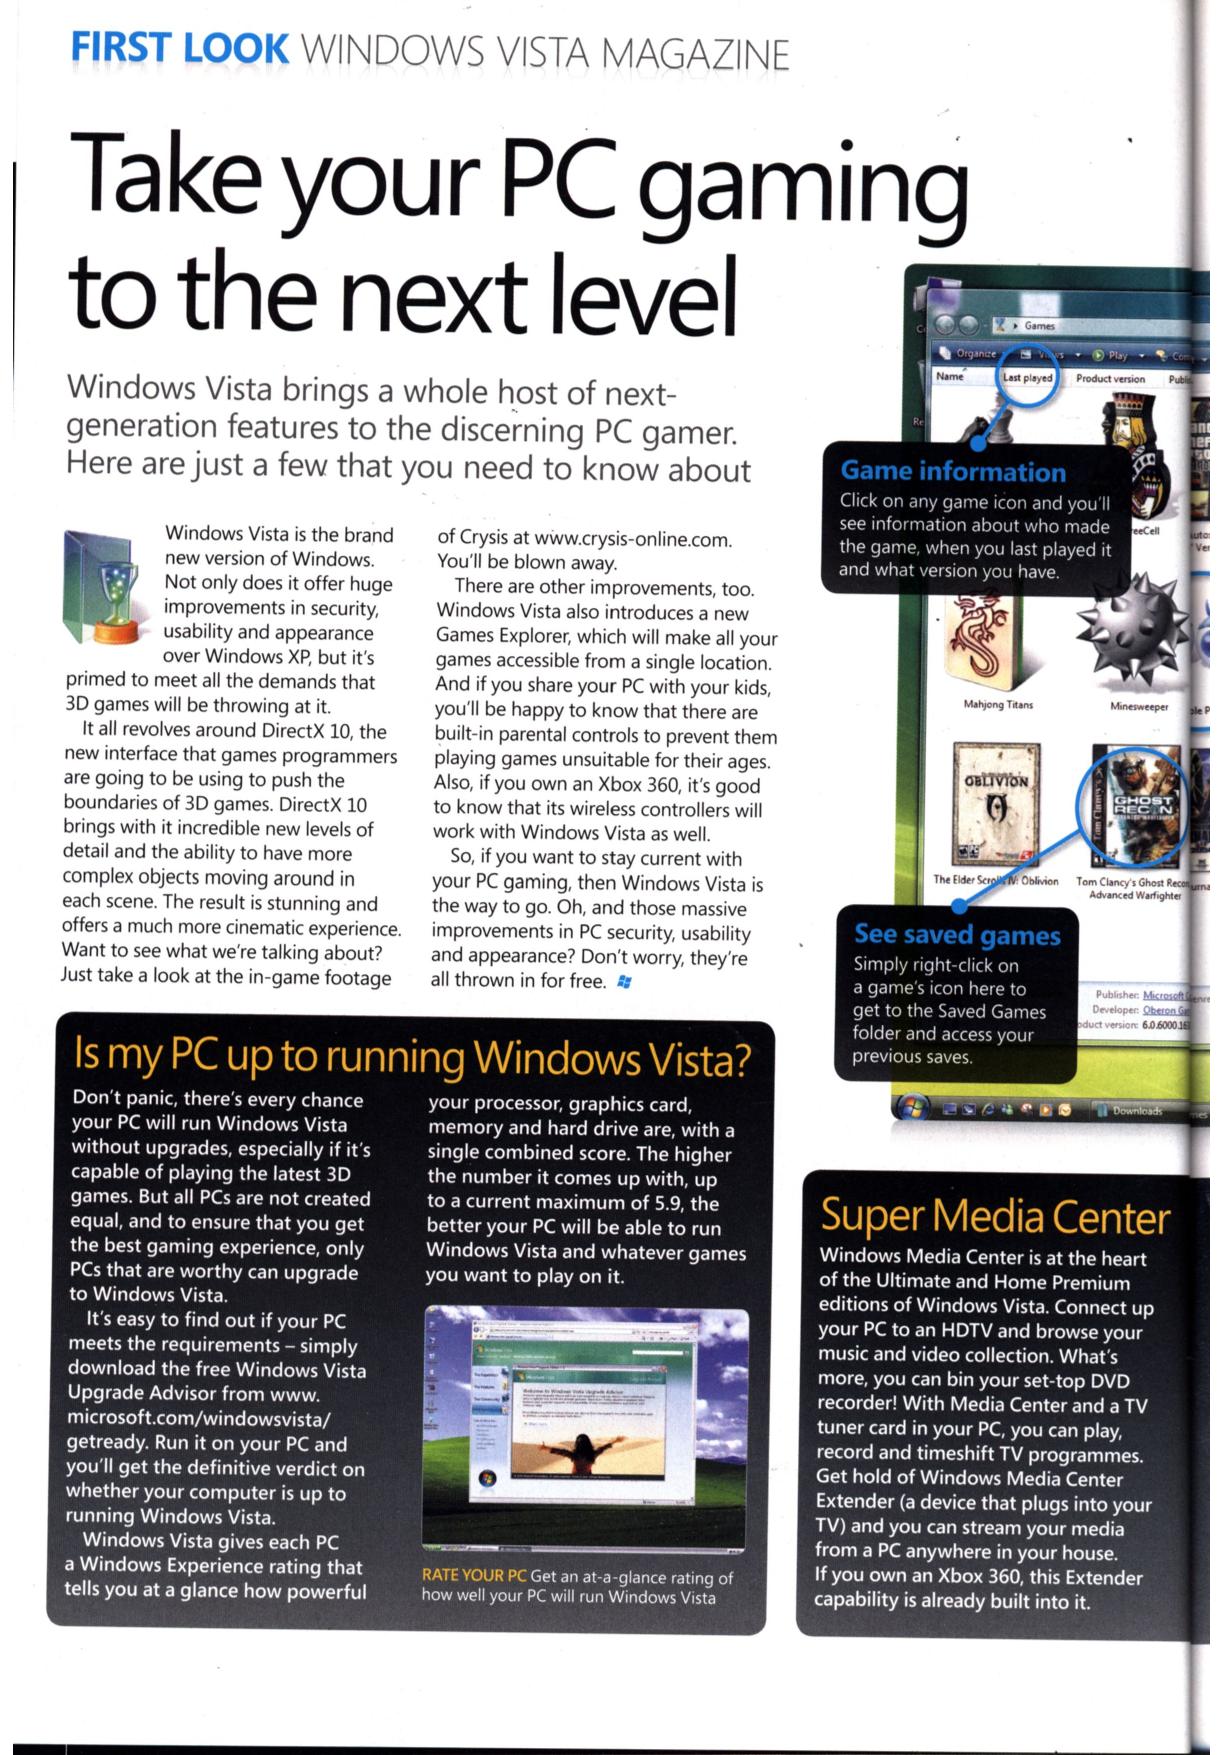 FIRST LOOK WINDOWS VISTA MAGAZINE
Take your PC gaming
to the next level
Windows Vista brings a whole host of next-
generation features to the discerning PC gamer.
Here are just a few that you need to know about
Windows Vista is the brand
new version of Windows.
Not only does it offer huge
improvements in security,
usability and appearance
over Windows XP, but it's
primed to meet all the demands that
3D games will be throwing at it.
It all revolves around DirectX 10, the
new interface that games programmers
are going to be using to push the
boundaries of 3D games. DirectX 10
brings with it incredible new levels of
detail and the ability to have more
complex objects moving around in
each scene. The result is stunning and
offers a much more cinematic experience.
Want to see what we're talking about?
Just take a look at the in-game footage
of Crysis at www.crysis-online.com.
You'll be blown away.
There are other improvements, too.
Windows Vista also introduces a new
Games Explorer, which will make all your
games accessible from a single location.
And if you share your PC with your kids,
you'll be happy to know that there are
built-in parental controls to prevent them
playing games unsuitable for their ages.
Also, if you own an Xbox 360, it's good
to know that its wireless controllers will
work with Windows Vista as well.
So, if you want to stay current with
your PC gaming, then Windows Vista is
the way to go. Oh, and those massive
improvements in PC security, usability
and appearance? Don't worry, they're
all thrown in for free.
Games
Organize Views Play
Name Last played Product version
Game information
Click on any game icon and you'll
see information about who made
the game, when you last played it
and what version you have.
eeCell
Mahjong Titans
Minesweeper
OBLIVION
Tom Clancy's
GHOST
RECON
The Elder Scrolls IV: Oblivion
Tom Clancy's Ghost Recon
Advanced Warfighter
See saved games
Simply right-click on
a game's icon here to
get to the Saved Games
folder and access your
previous saves.
Publisher: Microsoft
Developer: Oberon
oduct version: 6.0.6000.16
Downloads
Is my PC up to running Windows Vista?
Don't panic, there's every chance
your PC will run Windows Vista
without upgrades, especially if it's
capable of playing the latest 3D
games. But all PCs are not created
equal, and to ensure that you get
the best gaming experience, only
PCs that are worthy can upgrade
to Windows Vista.
It's easy to find out if your PC
meets the requirements – simply
download the free Windows Vista
Upgrade Advisor from www.
microsoft.com/windowsvista/
getready. Run it on your PC and
you'll get the definitive verdict on
whether your computer is up to
running Windows Vista.
Windows Vista gives each PC
a Windows Experience rating that
tells you at a glance how powerful
your processor, graphics card,
memory and hard drive are, with a
single combined score. The higher
the number it comes up with, up
to a current maximum of 5.9, the
better your PC will be able to run
Windows Vista and whatever games
you want to play on it.
Welcome to Windows Vista Upgrade Advisor
RATE YOUR PC Get an at-a-glance rating of
how well your PC will run Windows Vista
Super Media Center
Windows Media Center is at the heart
of the Ultimate and Home Premium
editions of Windows Vista. Connect up
your PC to an HDTV and browse your
music and video collection. What's
more, you can bin your set-top DVD
recorder! With Media Center and a TV
tuner card in your PC, you can play,
record and timeshift TV programmes.
Get hold of Windows Media Center
Extender (a device that plugs into your
TV) and you can stream your media
from a PC anywhere in your house.
If you own an Xbox 360, this Extender
capability is already built into it.